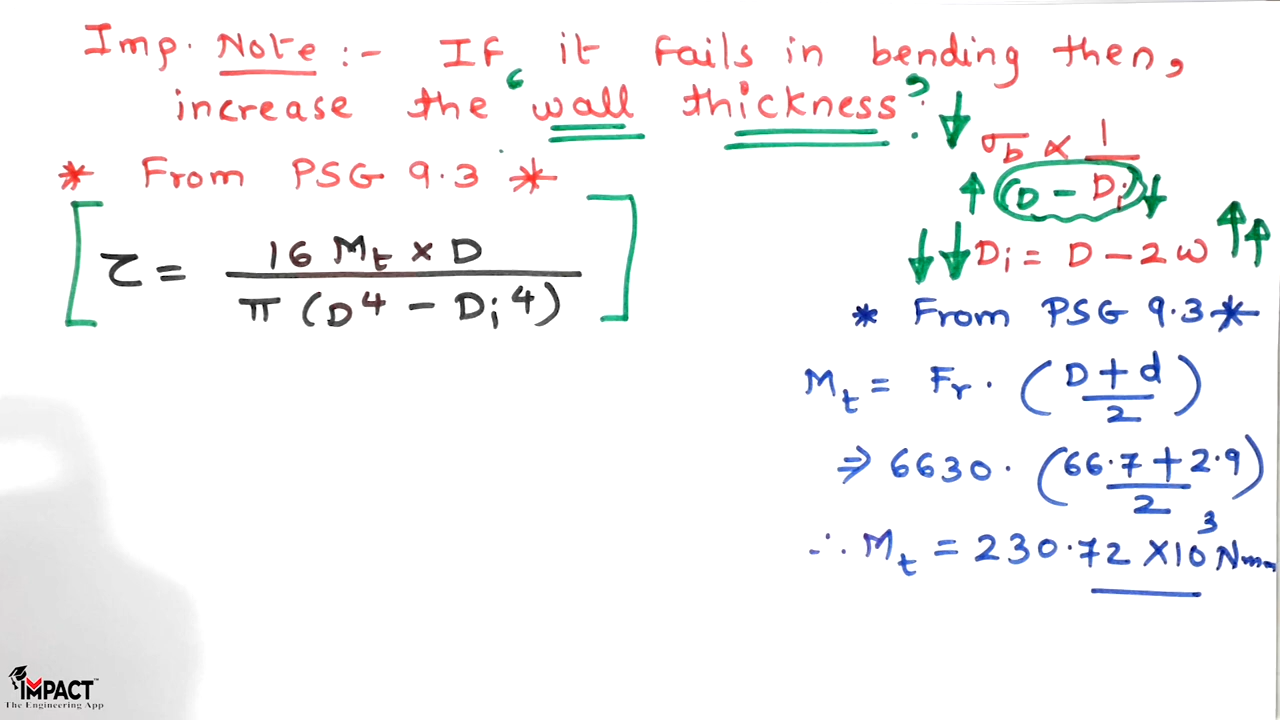 Imp. Note :- If it fails in bending then,
increase the wall thickness ?
* From PSG 9.3 *
τ = 16 Mt × D / π (D⁴ - Di⁴)
σb ∝ 1 / (D - Di)
Di = D - 2w
* From PSG 9.3 *
Mt = Fr . (D + d / 2)
⇒ 6630 . (66.7 + 2.9 / 2)
∴ Mt = 230.72 × 10³ Nmm
IMPACT
The Engineering App